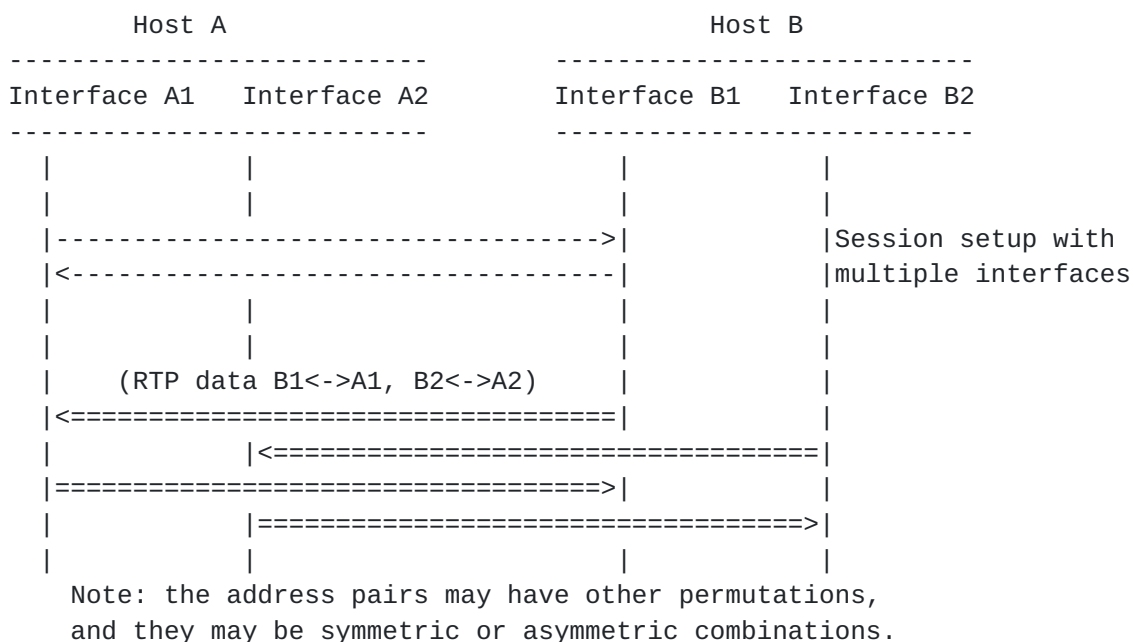 Host A Host B
--------------------------- ---------------------------
Interface A1 Interface A2 Interface B1 Interface B2
--------------------------- ---------------------------
| | | |
| | | |
|----------------------------------->| |Session setup with
|<-----------------------------------| |multiple interfaces
| | | |
| | | |
| (RTP data B1<->A1, B2<->A2) | |
|<===================================| |
| |<===================================|
|===================================>| |
| |===================================>|
| | | |
Note: the address pairs may have other permutations,
and they may be symmetric or asymmetric combinations.